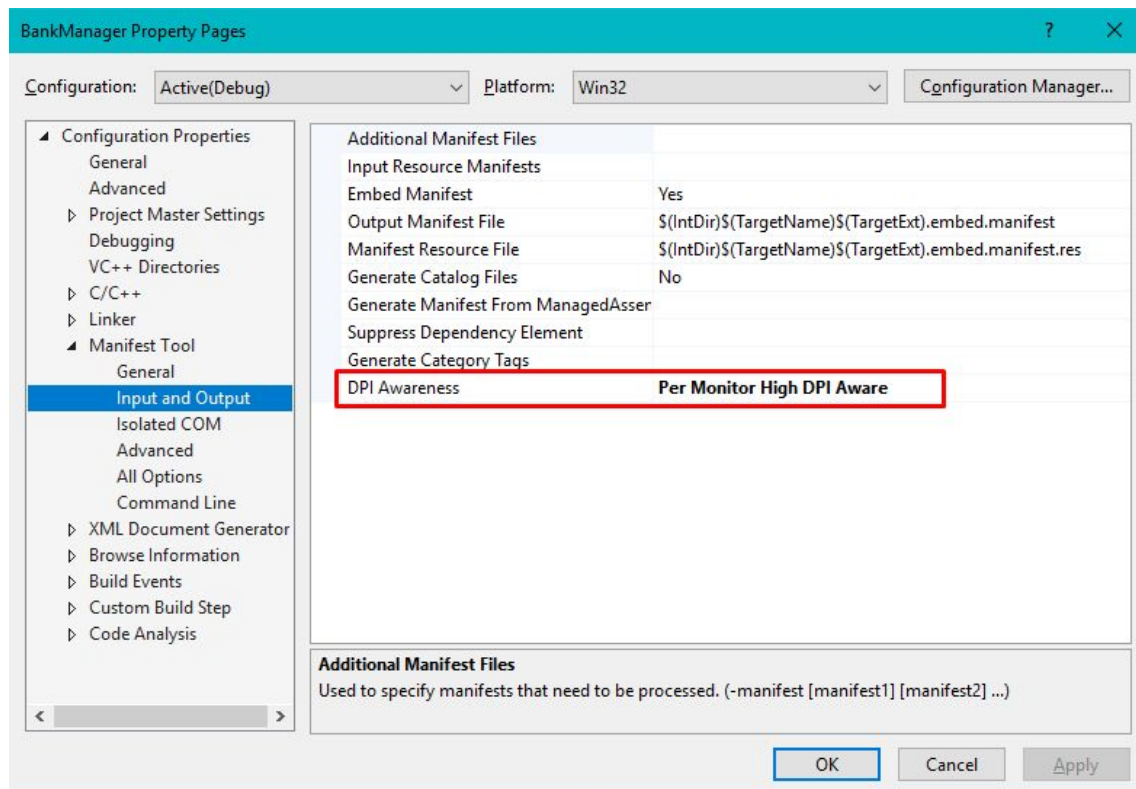 BankManager Property Pages ? ×
Configuration: Active(Debug) Platform: Win32 Configuration Manager...
Configuration Properties
General
Advanced
Project Master Settings
Debugging
VC++ Directories
C/C++
Linker
Manifest Tool
General
Input and Output
Isolated COM
Advanced
All Options
Command Line
XML Document Generator
Browse Information
Build Events
Custom Build Step
Code Analysis
Additional Manifest Files
Input Resource Manifests
Embed Manifest Yes
Output Manifest File $(IntDir)$(TargetName)$(TargetExt).embed.manifest
Manifest Resource File $(IntDir)$(TargetName)$(TargetExt).embed.manifest.res
Generate Catalog Files No
Generate Manifest From ManagedAssem
Suppress Dependency Element
Generate Category Tags
DPI Awareness Per Monitor High DPI Aware
Additional Manifest Files
Used to specify manifests that need to be processed. (-manifest [manifest1] [manifest2] ...)
OK Cancel Apply